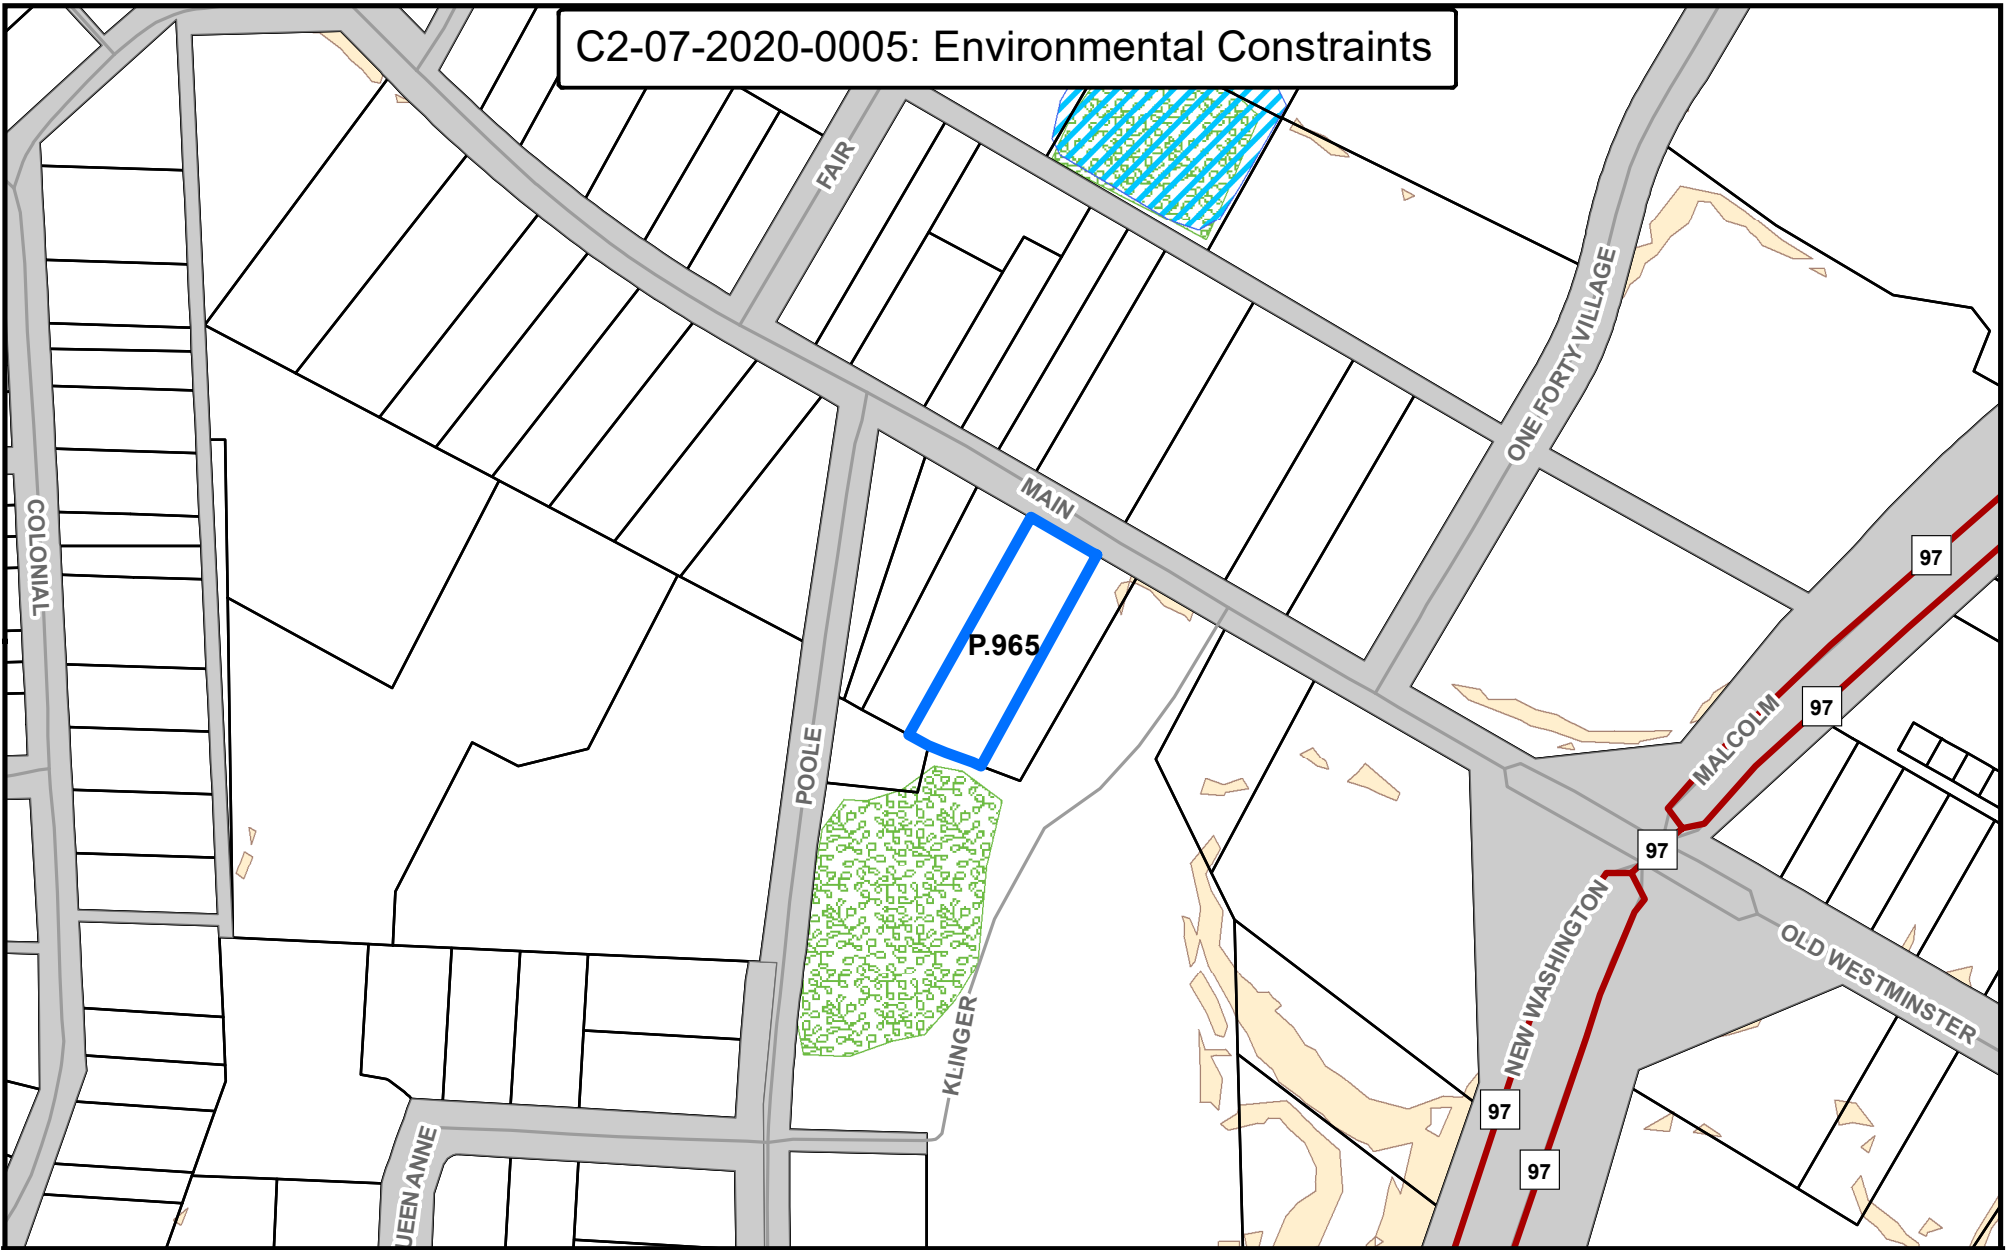 C2-07-2020-0005: Environmental Constraints
FAIR
ONE FORTY VILLAGE
MAIN
COLONIAL
97
P.965
97
MALCOLM
POOLE
97
NEW WASHINGTON
OLD WESTMINSTER
KLINGER
97
UEEN ANNE
97